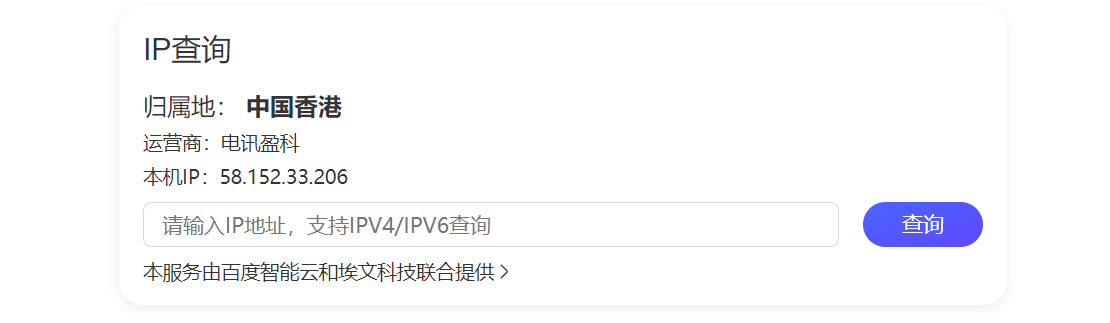 IP查询
归属地： 中国香港
运营商：电讯盈科
本机IP：58.152.33.206
请输入IP地址，支持IPV4/IPV6查询
查询
本服务由百度智能云和埃文科技联合提供